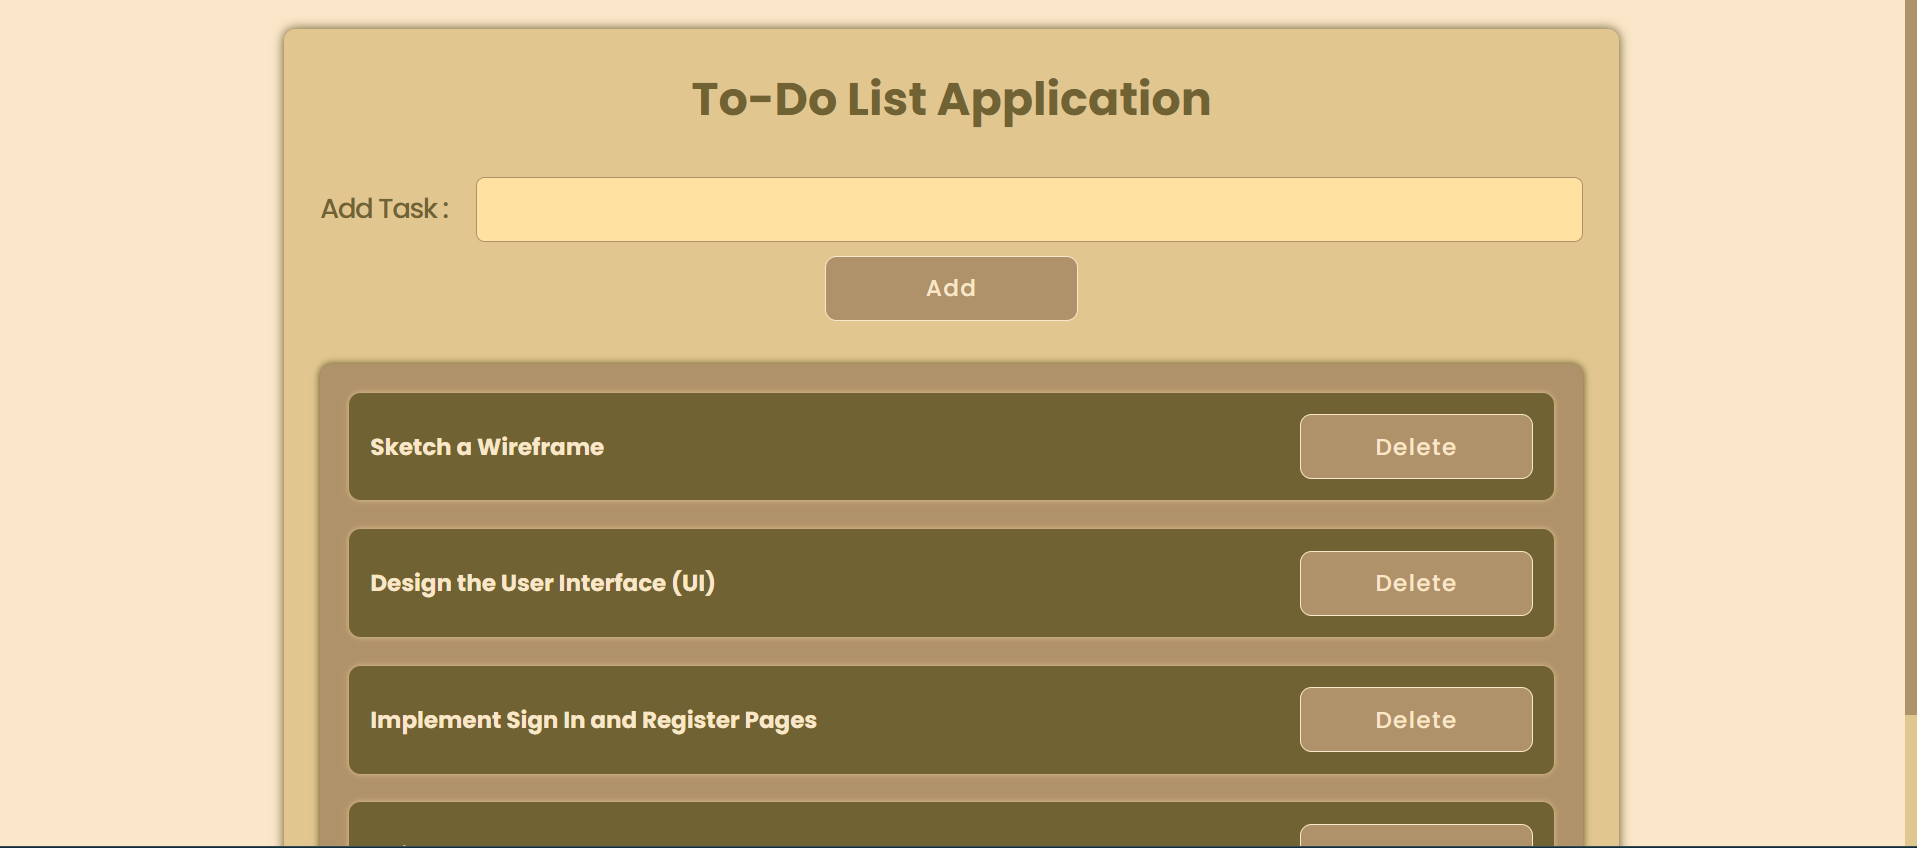 To-Do List Application
Add Task :
Add
Sketch a Wireframe
Delete
Design the User Interface (UI)
Delete
Implement Sign In and Register Pages
Delete